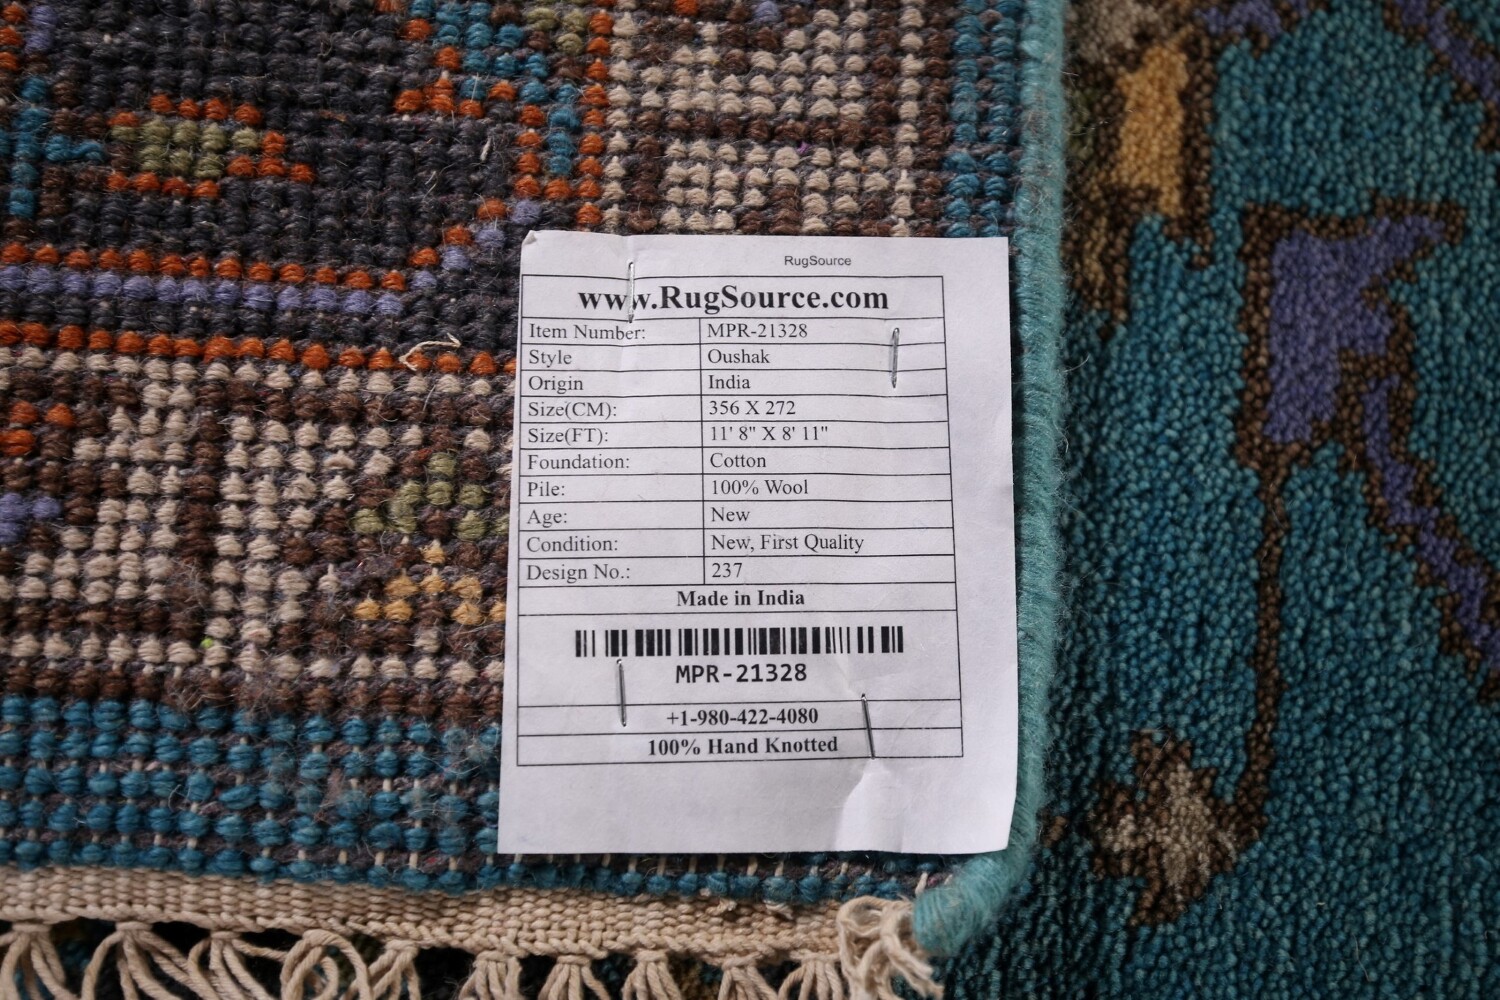 RugSource
www.RugSource.com
Item Number: MPR-21328
Style Oushak
Origin India
Size(CM): 356 X 272
Size(FT): 11' 8" X 8' 11"
Foundation: Cotton
Pile: 100% Wool
Age: New
Condition: New, First Quality
Design No.: 237
Made in India
MPR-21328
+1-980-422-4080
100% Hand Knotted